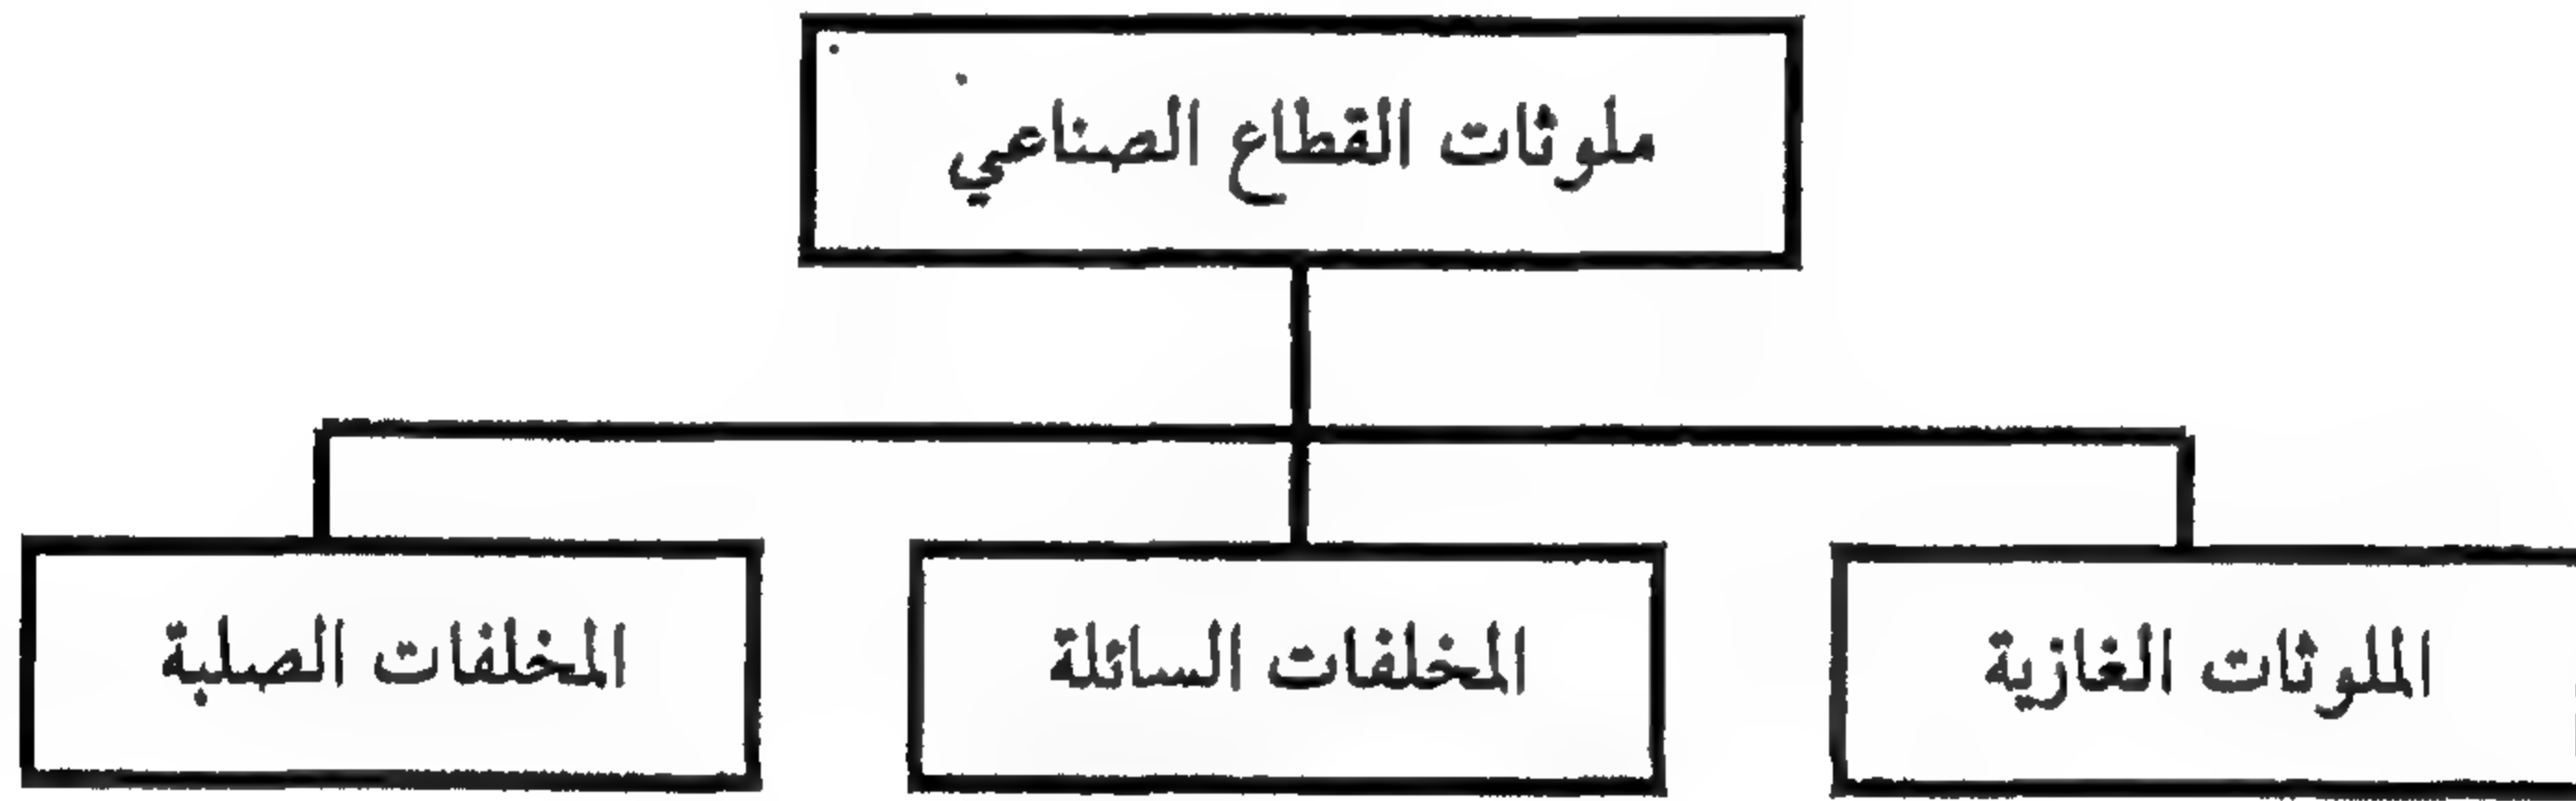 ملوثات القطاع الصناعي
الملوثات الغازية
المخلفات السائلة
المخلفات الصلبة